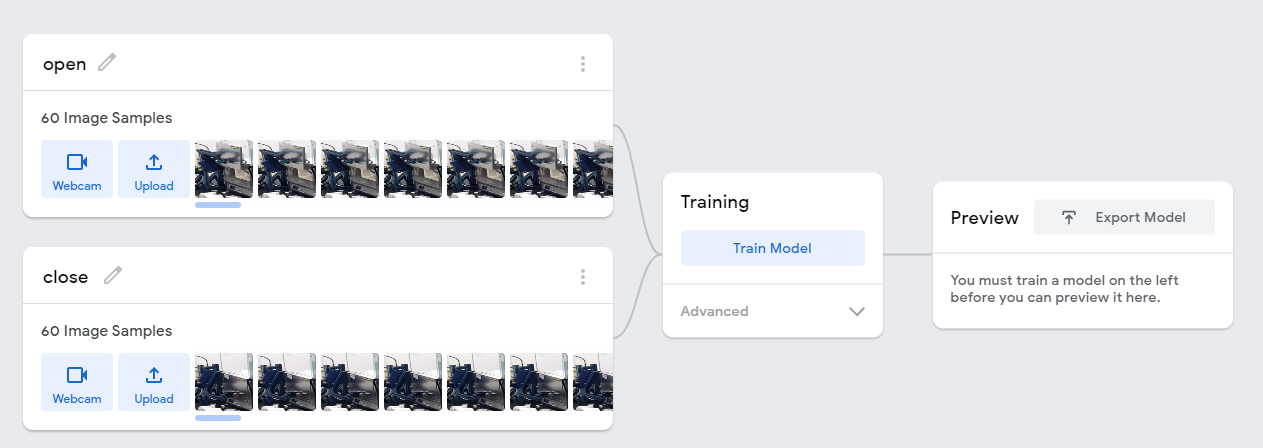 open
60 Image Samples
Webcam
Upload
close
60 Image Samples
Webcam
Upload
Training
Train Model
Advanced
Preview
Export Model
You must train a model on the left
before you can preview it here.